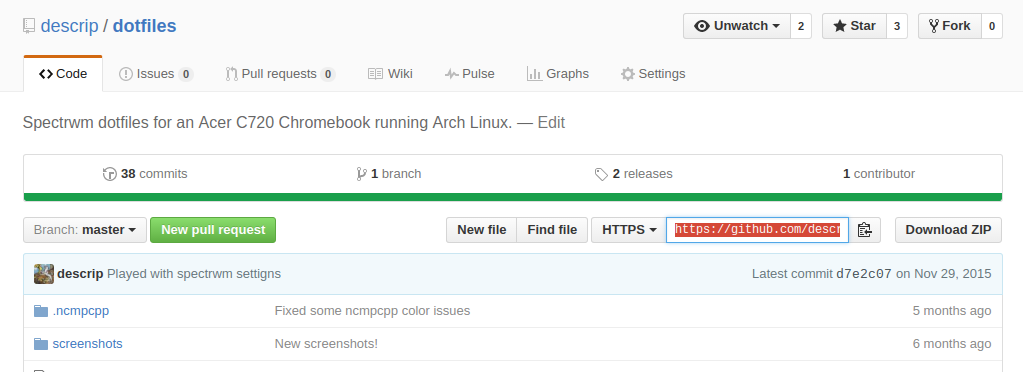 descrip / dotfiles
Unwatch 2 Star 3 Fork 0
Code Issues 0 Pull requests 0 Wiki Pulse Graphs Settings
Spectrwm dotfiles for an Acer C720 Chromebook running Arch Linux. — Edit
38 commits 1 branch 2 releases 1 contributor
Branch: master New pull request New file Find file HTTPS https://github.com/descr Download ZIP
descrip Played with spectrwm settigns Latest commit d7e2c07 on Nov 29, 2015
.ncmpcpp Fixed some ncmpcpp color issues 5 months ago
screenshots New screenshots! 6 months ago